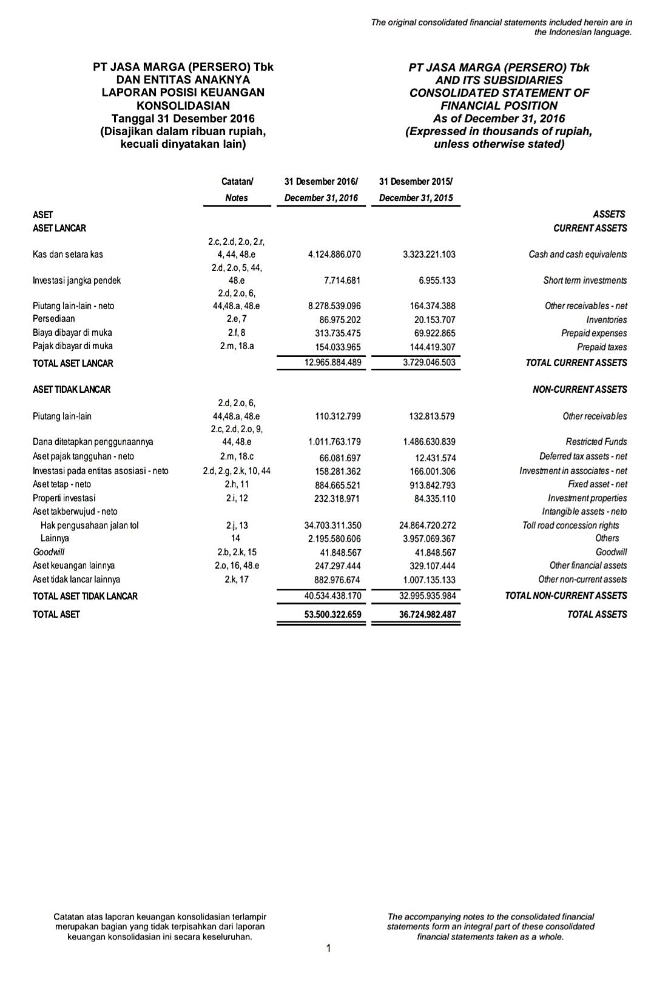 The original consolidated financial statements included herein are in
the Indonesian language.
PT JASA MARGA (PERSERO) Tbk
DAN ENTITAS ANAKNYA
LAPORAN POSISI KEUANGAN
KONSOLIDASIAN
Tanggal 31 Desember 2016
(Disajikan dalam ribuan rupiah,
kecuali dinyatakan lain)
PT JASA MARGA (PERSERO) Tbk
AND ITS SUBSIDIARIES
CONSOLIDATED STATEMENT OF
FINANCIAL POSITION
As of December 31, 2016
(Expressed in thousands of rupiah,
unless otherwise stated)
Catatan/ 31 Desember 2016/ 31 Desember 2015/
Notes December 31, 2016 December 31, 2015
ASET ASSETS
ASET LANCAR CURRENT ASSETS
2.c, 2.d, 2.o, 2.r,
Kas dan setara kas 4, 44, 48.e 4.124.886.070 3.323.221.103 Cash and cash equivalents
2.d, 2.o, 5, 44,
Investasi jangka pendek 48.e 7.714.681 6.955.133 Short term investments
2.d, 2.o, 6,
Piutang lain-lain - neto 44,48.a, 48.e 8.278.539.096 164.374.388 Other receivables - net
Persediaan 2.e, 7 86.975.202 20.153.707 Inventories
Biaya dibayar di muka 2.f, 8 313.735.475 69.922.865 Prepaid expenses
Pajak dibayar di muka 2.m, 18.a 154.033.965 144.419.307 Prepaid taxes
TOTAL ASET LANCAR 12.965.884.489 3.729.046.503 TOTAL CURRENT ASSETS
ASET TIDAK LANCAR NON-CURRENT ASSETS
2.d, 2.o, 6,
Piutang lain-lain 44,48.a, 48.e 110.312.799 132.813.579 Other receivables
2.c, 2.d, 2.o, 9,
Dana ditetapkan penggunaannya 44, 48.e 1.011.763.179 1.486.630.839 Restricted Funds
Aset pajak tangguhan - neto 2.m, 18.c 66.081.697 12.431.574 Deferred tax assets - net
Investasi pada entitas asosiasi - neto 2.d, 2.g, 2.k, 10, 44 158.281.362 166.001.306 Investment in associates - net
Aset tetap - neto 2.h, 11 884.665.521 913.842.793 Fixed asset - net
Properti investasi 2.i, 12 232.318.971 84.335.110 Investment properties
Aset takberwujud - neto Intangible assets - neto
Hak pengusahaan jalan tol 2.j, 13 34.703.311.350 24.864.720.272 Toll road concession rights
Lainnya 14 2.195.580.606 3.957.069.367 Others
Goodwill 2.b, 2.k, 15 41.848.567 41.848.567 Goodwill
Aset keuangan lainnya 2.o, 16, 48.e 247.297.444 329.107.444 Other financial assets
Aset tidak lancar lainnya 2.k, 17 882.976.674 1.007.135.133 Other non-current assets
TOTAL ASET TIDAK LANCAR 40.534.438.170 32.995.935.984 TOTAL NON-CURRENT ASSETS
TOTAL ASET 53.500.322.659 36.724.982.487 TOTAL ASSETS
Catatan atas laporan keuangan konsolidasian terlampir
merupakan bagian yang tidak terpisahkan dari laporan
keuangan konsolidasian ini secara keseluruhan.
The accompanying notes to the consolidated financial
statements form an integral part of these consolidated
financial statements taken as a whole.
1